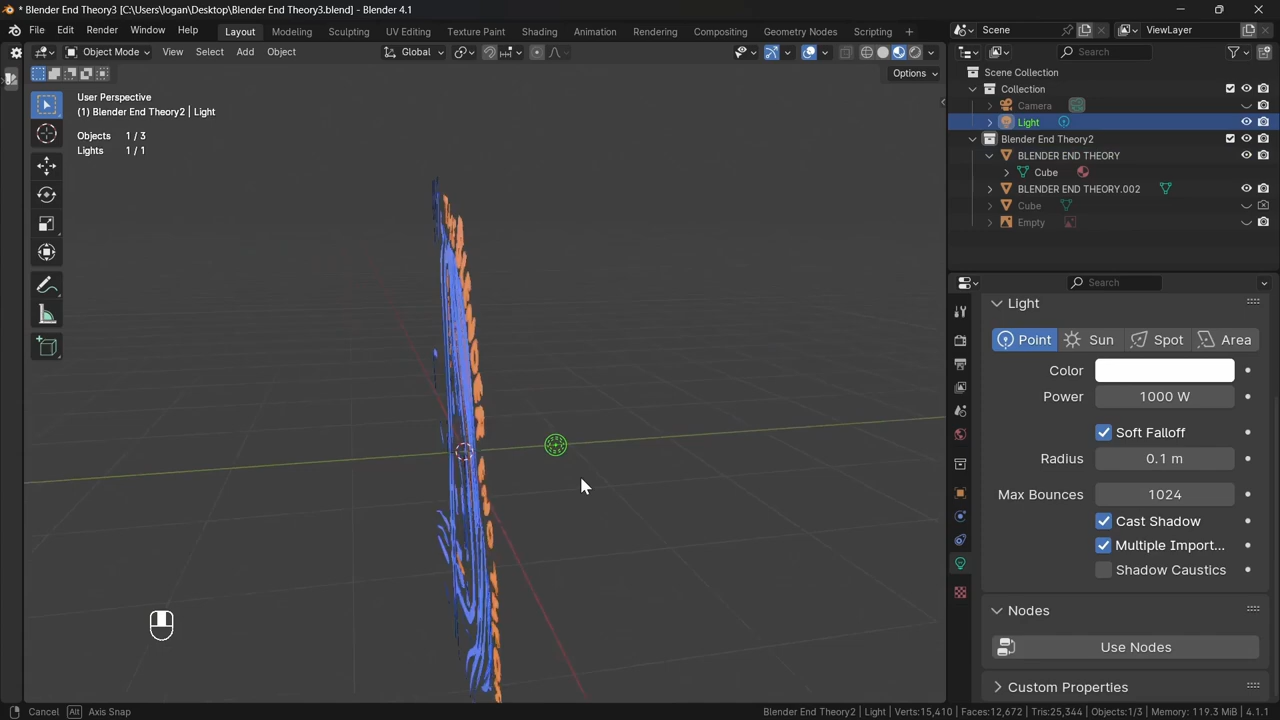 * Blender End Theory3 [C:\Users\logan\Desktop\Blender End Theory3.blend] - Blender 4.1
File Edit Render Window Help Layout Modeling Sculpting UV Editing Texture Paint Shading Animation Rendering Compositing Geometry Nodes Scripting Scene ViewLayer
Object Mode View Select Add Object Global Search
Options
User Perspective
(1) Blender End Theory2 | Light
Objects 1 / 3
Lights 1 / 1
Scene Collection
Collection
Camera
Light
Blender End Theory2
BLENDER END THEORY
Cube
BLENDER END THEORY.002
Cube
Empty
Search
Light
Point Sun Spot Area
Color
Power 1000 W
Soft Falloff
Radius 0.1 m
Max Bounces 1024
Cast Shadow
Multiple Import...
Shadow Caustics
Nodes
Use Nodes
Custom Properties
Cancel Alt Axis Snap
Blender End Theory2 | Light | Verts:15,410 | Faces:12,672 | Tris:25,344 | Objects:1/3 | Memory: 119.3 MiB | 4.1.1